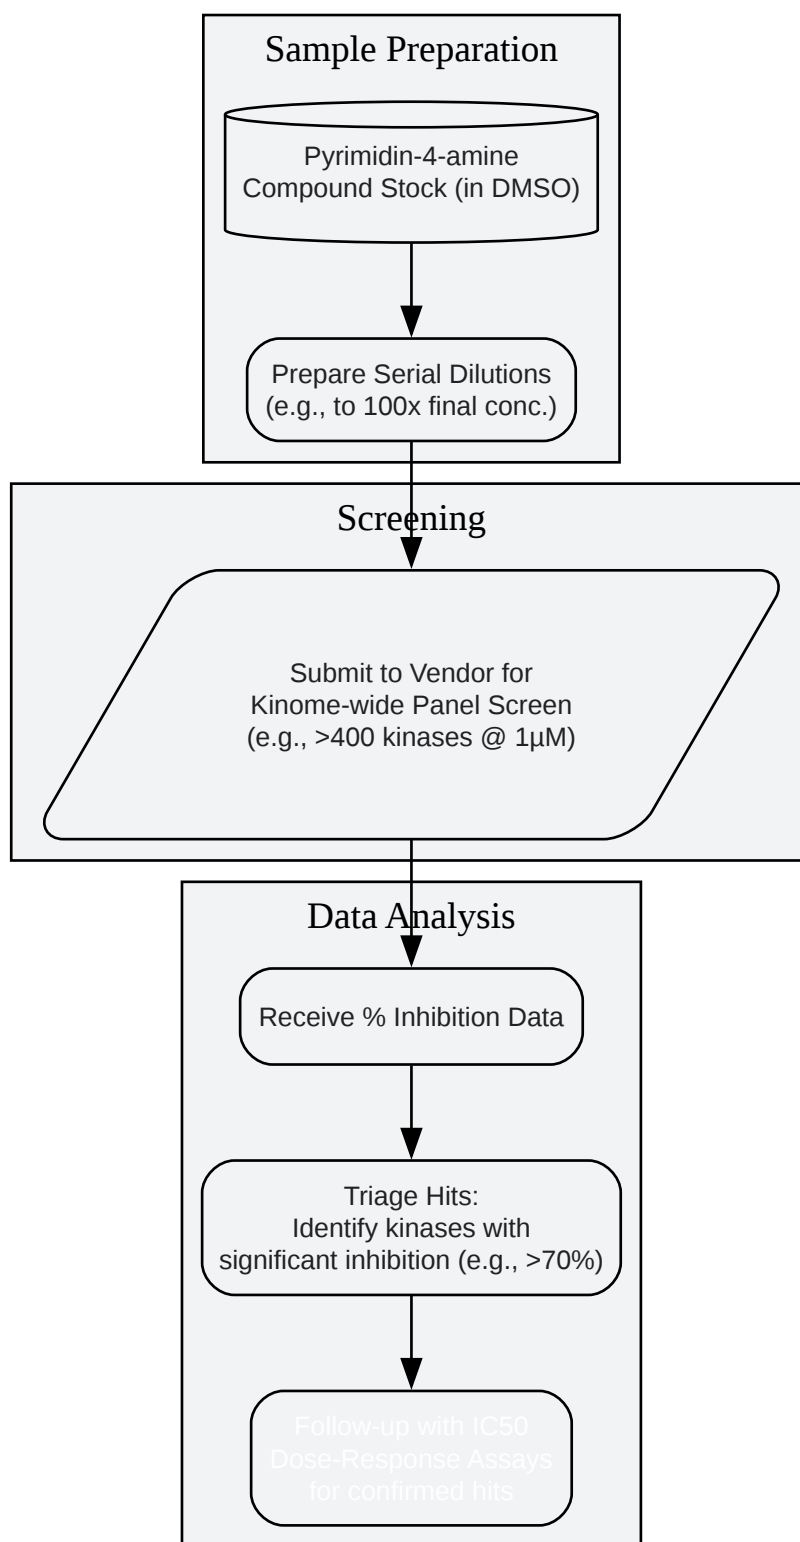 Sample Preparation
Pyrimidin-4-amine
Compound Stock (in DMSO)
Prepare Serial Dilutions
(e.g., to 100x final conc.)
Screening
Submit to Vendor for
Kinome-wide Panel Screen
(e.g., >400 kinases @ 1µM)
Data Analysis
Receive % Inhibition Data
Triage Hits:
Identify kinases with
significant inhibition (e.g., >70%)
Follow-up with IC50
Dose-Response Assays
for confirmed hits